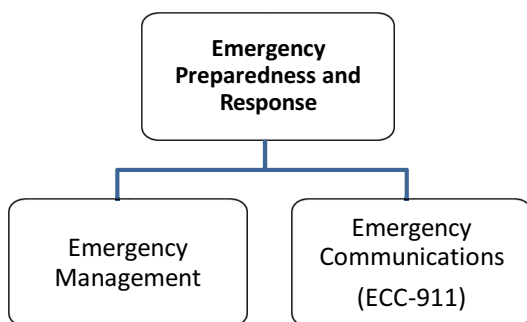 Emergency
Preparedness and
Response
Emergency
Management
Emergency
Communications
(ECC-911)